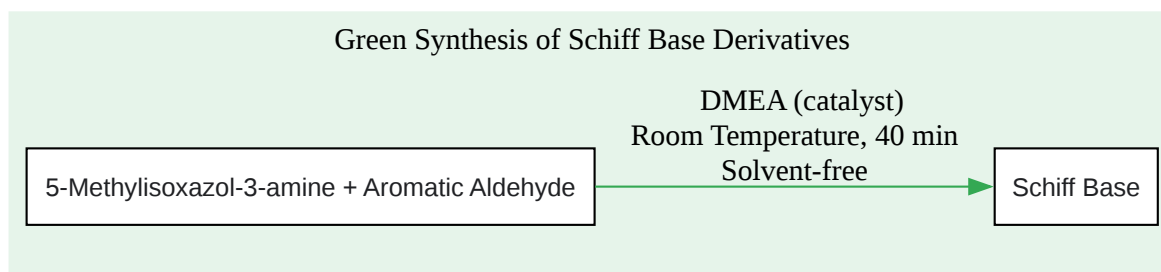 Green Synthesis of Schiff Base Derivatives
DMEA (catalyst)
Room Temperature, 40 min
Solvent-free
5-Methylisoxazol-3-amine + Aromatic Aldehyde
Schiff Base